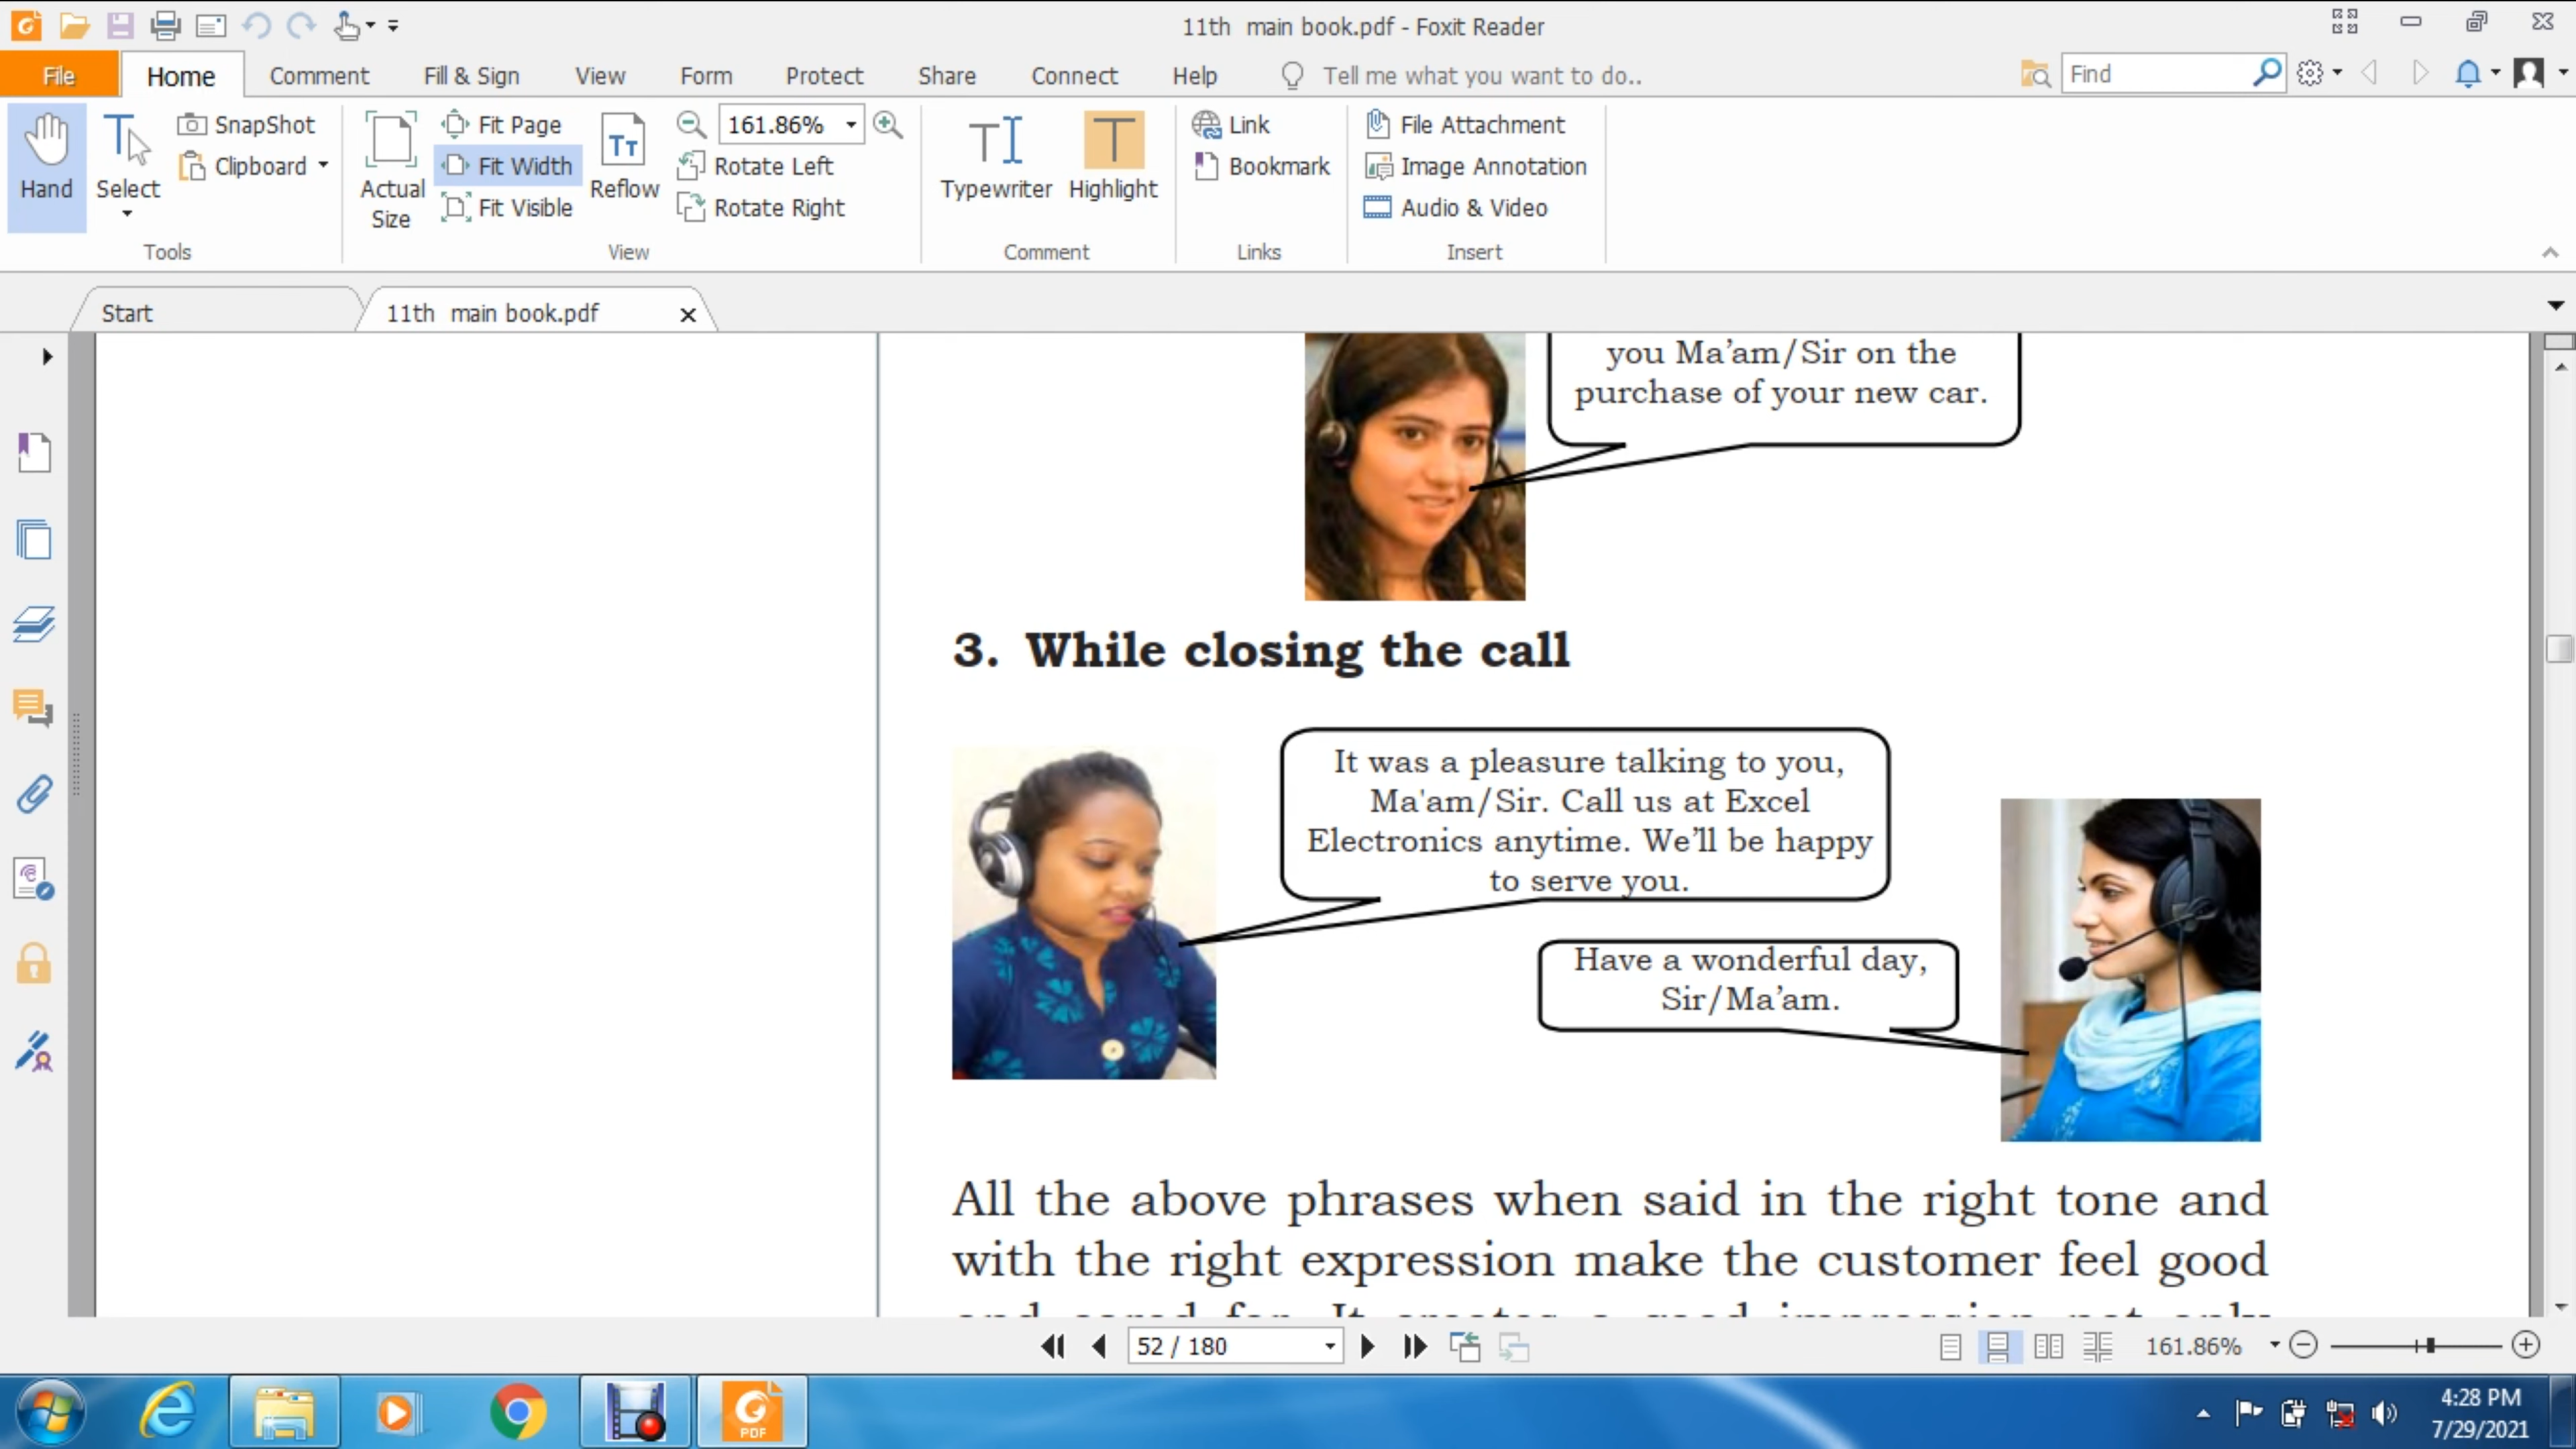 11th  main book.pdf - Foxit Reader
File
Home
Comment
Fill & Sign
View
Form
Protect
Share
Connect
Help
Tell me what you want to do..
Find
Hand
Select
SnapShot
Clipboard
Tools
Actual
Size
Fit Page
Fit Width
Fit Visible
Reflow
161.86%
Rotate Left
Rotate Right
View
Typewriter
Highlight
Comment
Link
Bookmark
Links
File Attachment
Image Annotation
Audio & Video
Insert
Start
11th  main book.pdf
you Ma’am/Sir on the
purchase of your new car.
3. While closing the call
It was a pleasure talking to you,
Ma'am/Sir. Call us at Excel
Electronics anytime. We’ll be happy
to serve you.
Have a wonderful day,
Sir/Ma’am.
All the above phrases when said in the right tone and
with the right expression make the customer feel good
52 / 180
161.86%
PDF
4:28 PM
7/29/2021